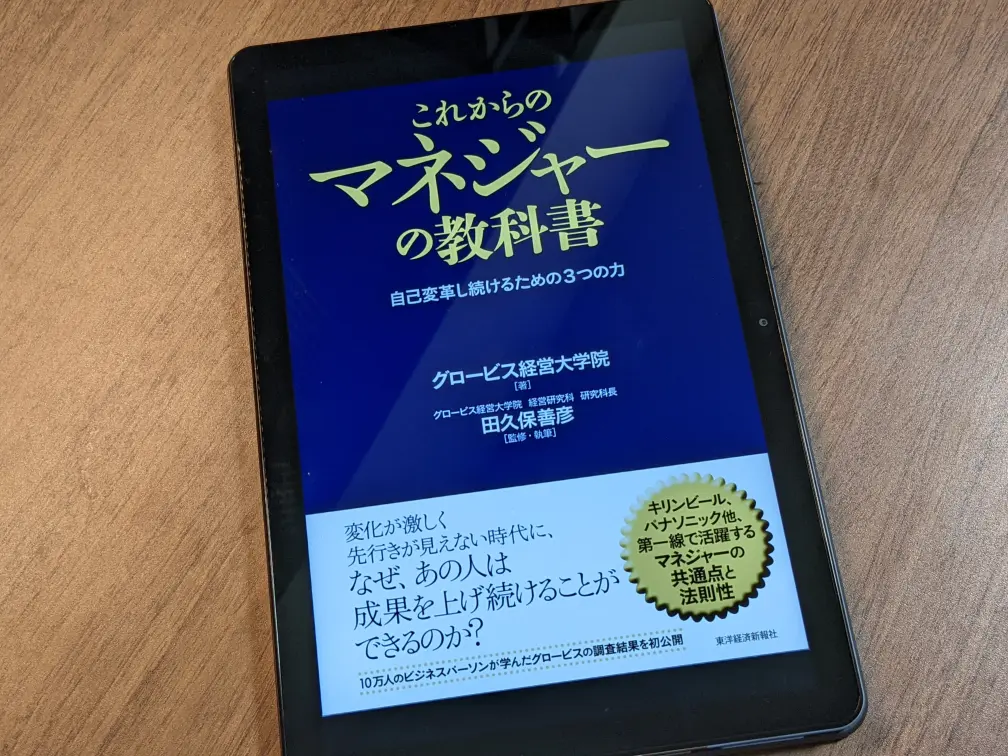 これからの
マネジャー
の教科書
自己変革し続けるための3つの力
グロービス経営大学院
[著]
グロービス経営大学院 経営研究科 研究科長
田久保善彦
[監修・執筆]
変化が激しく
先行きが見えない時代に、
なぜ、あの人は
成果を上げ続けることが
できるのか?
10万人のビジネスパーソンが学んだグロービスの調査結果を初公開
キリンビール、
パナソニック他、
第一線で活躍する
マネジャーの
共通点と
法則性
東洋経済新報社